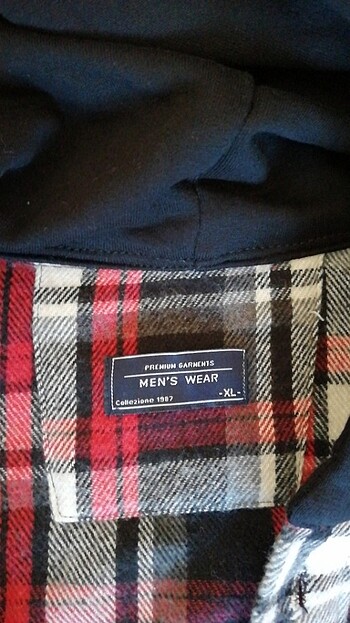 PREMIUM GARMENTS
MEN'S WEAR
-XL-
Collezione 1987